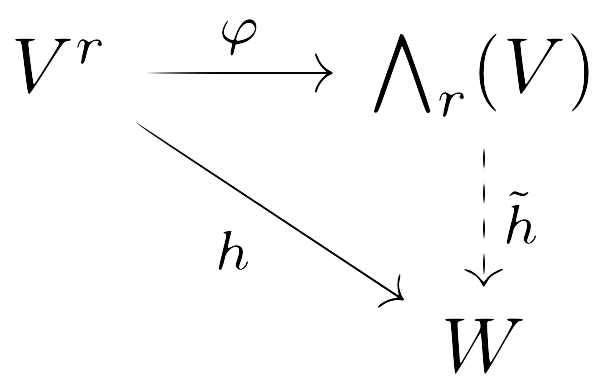 V^r φ ⋀_r(V)
h h̃
W